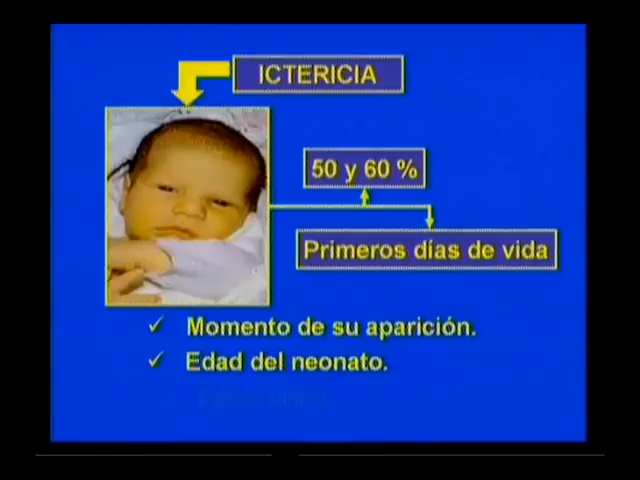 ICTERICIA
50 y 60 %
Primeros días de vida
✓ Momento de su aparición.
✓ Edad del neonato.